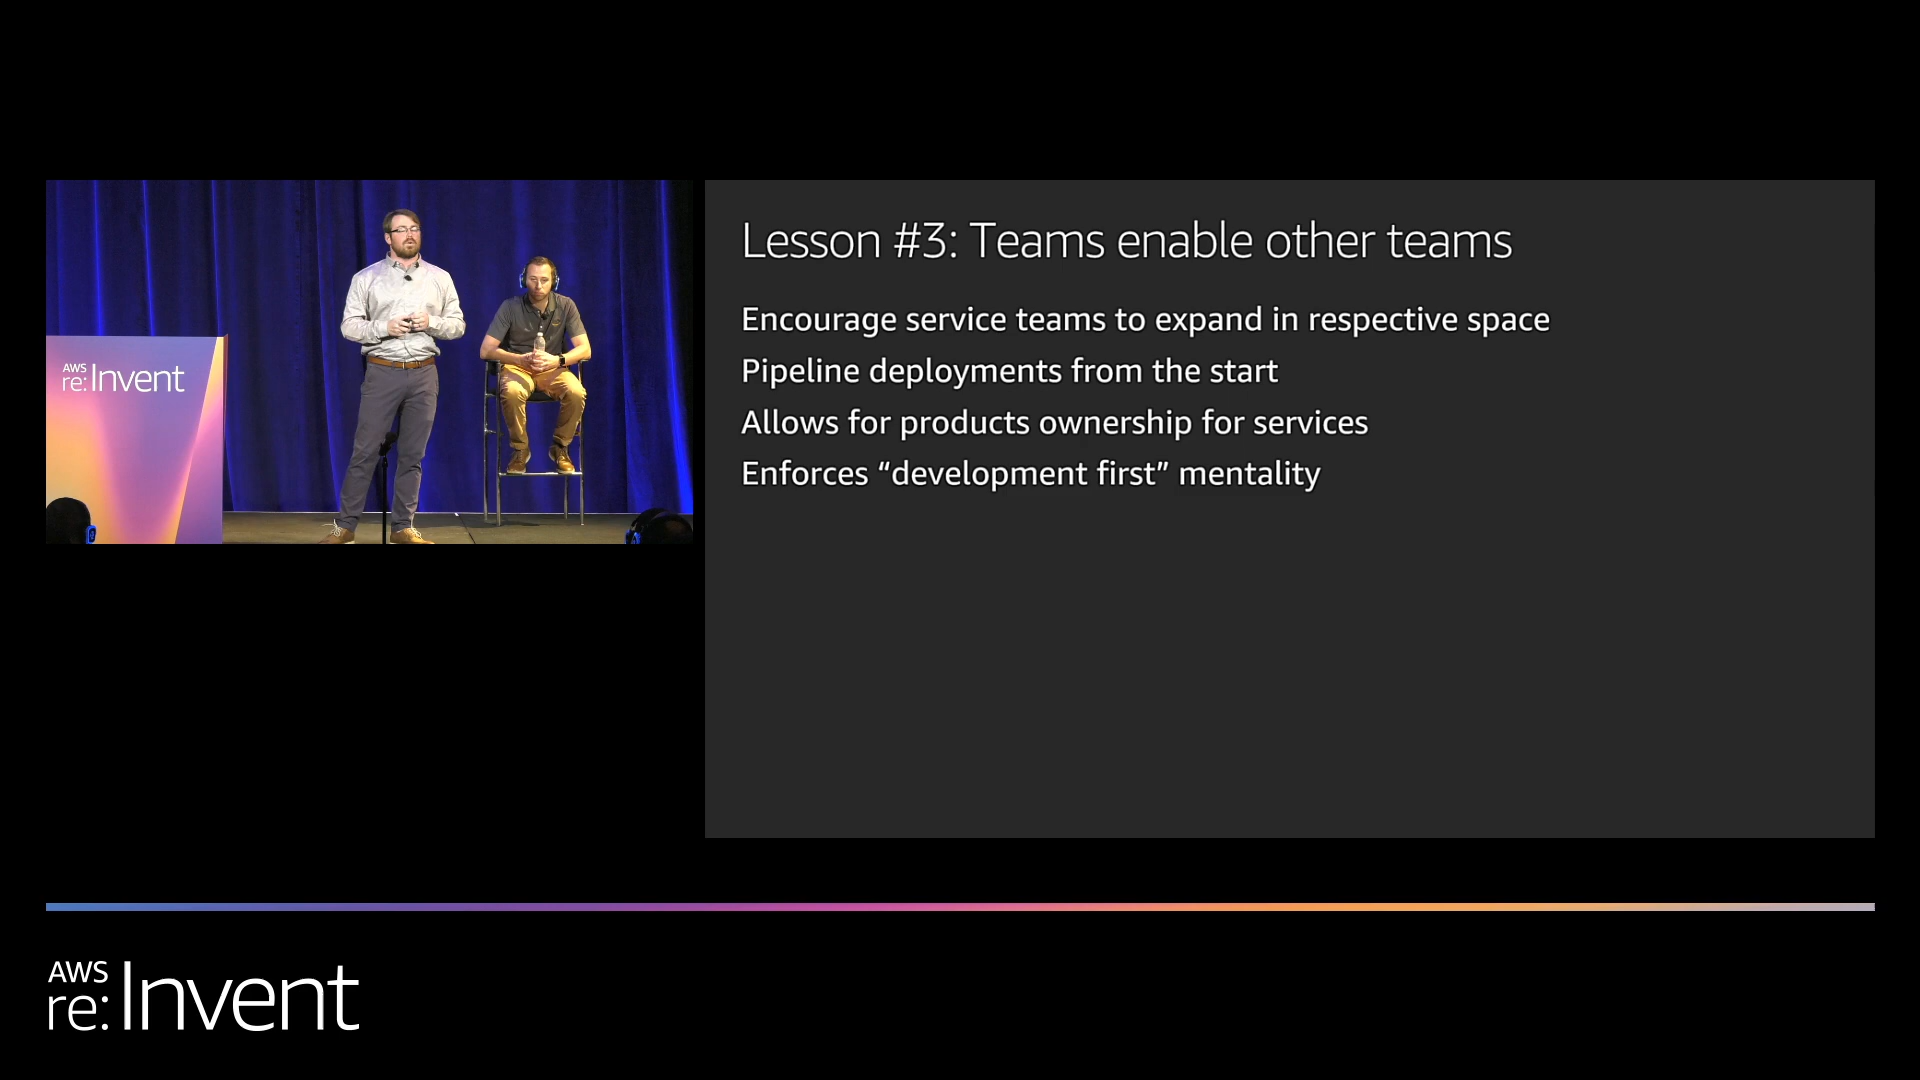 AWS
re:Invent
Lesson #3: Teams enable other teams
Encourage service teams to expand in respective space
Pipeline deployments from the start
Allows for products ownership for services
Enforces “development first” mentality
AWS
re:Invent